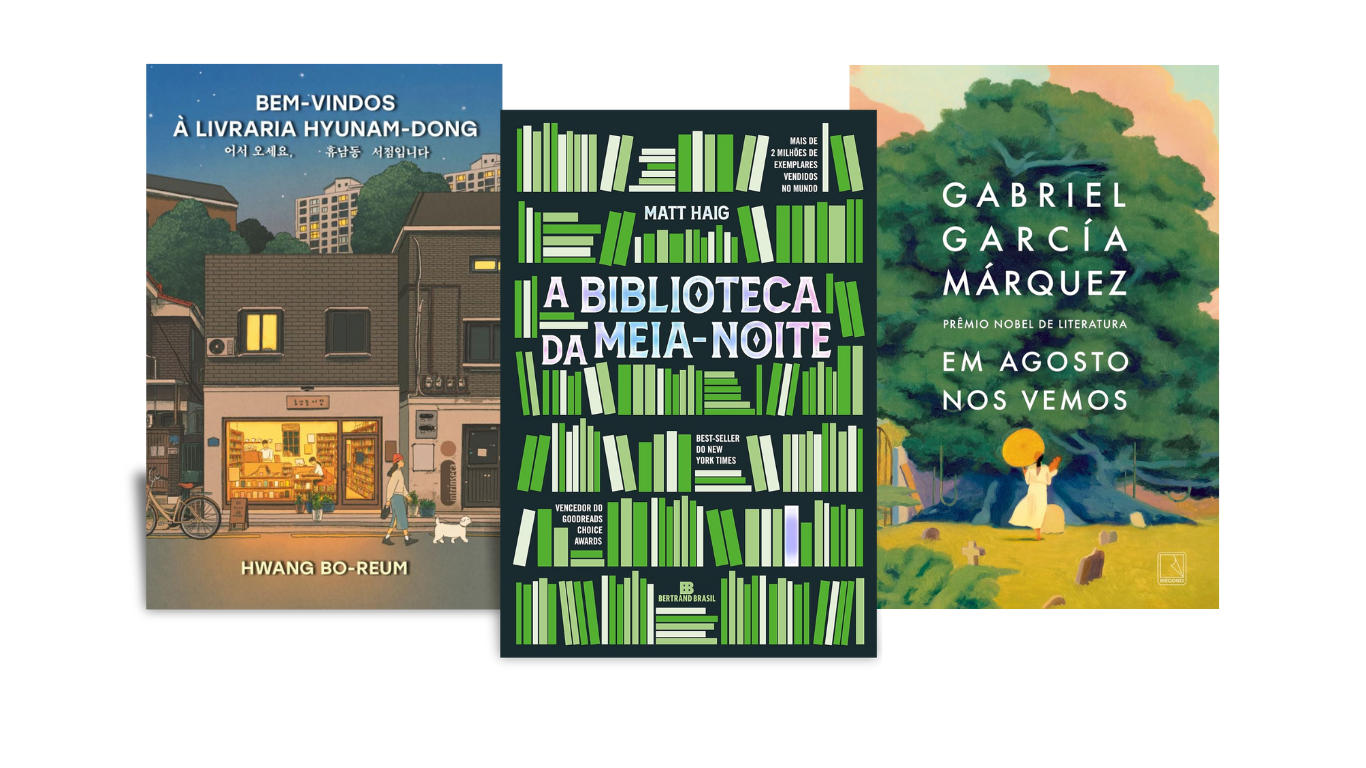 BEM-VINDOS
À LIVRARIA HYUNAM-DONG
어서 오세요, 휴남동 서점입니다
intrínseca
HWANG BO-REUM
MAIS DE
2 MILHÕES DE
EXEMPLARES
VENDIDOS
NO MUNDO
MATT HAIG
A BIBLIOTECA
DA MEIA-NOITE
BEST-SELLER
DO NEW
YORK TIMES
VENCEDOR DO
GOODREADS
CHOICE
AWARDS
BERTRAND BRASIL
GABRIEL
GARCÍA
MÁRQUEZ
PRÊMIO NOBEL DE LITERATURA
EM AGOSTO
NOS VEMOS
RECORD